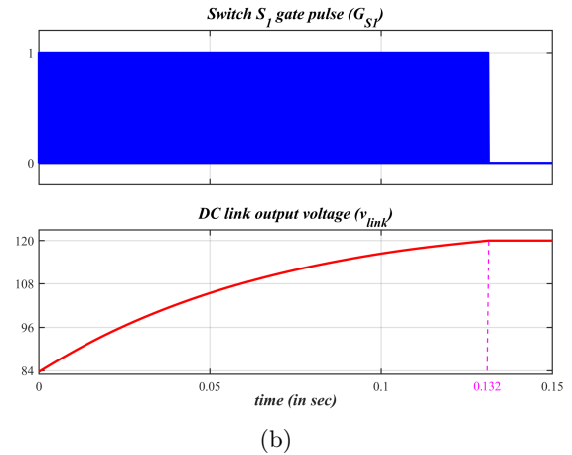 Switch S1 gate pulse (GS1)
1
0
DC link output voltage (vlink)
120
108
96
84
0 0.05 0.1 0.132 0.15
time (in sec)
(b)